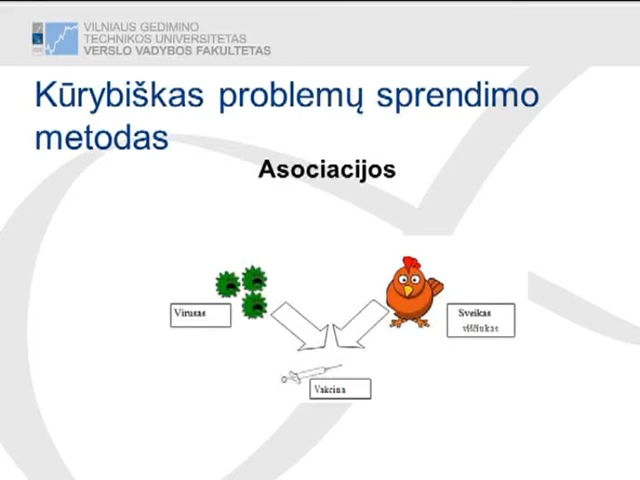 VILNIAUS GEDIMINO
TECHNIKOS UNIVERSITETAS
VERSLO VADYBOS FAKULTETAS
Kūrybiškas problemų sprendimo
metodas
Asociacijos
Virusas
Sveikas
viščiukas
Vakcina